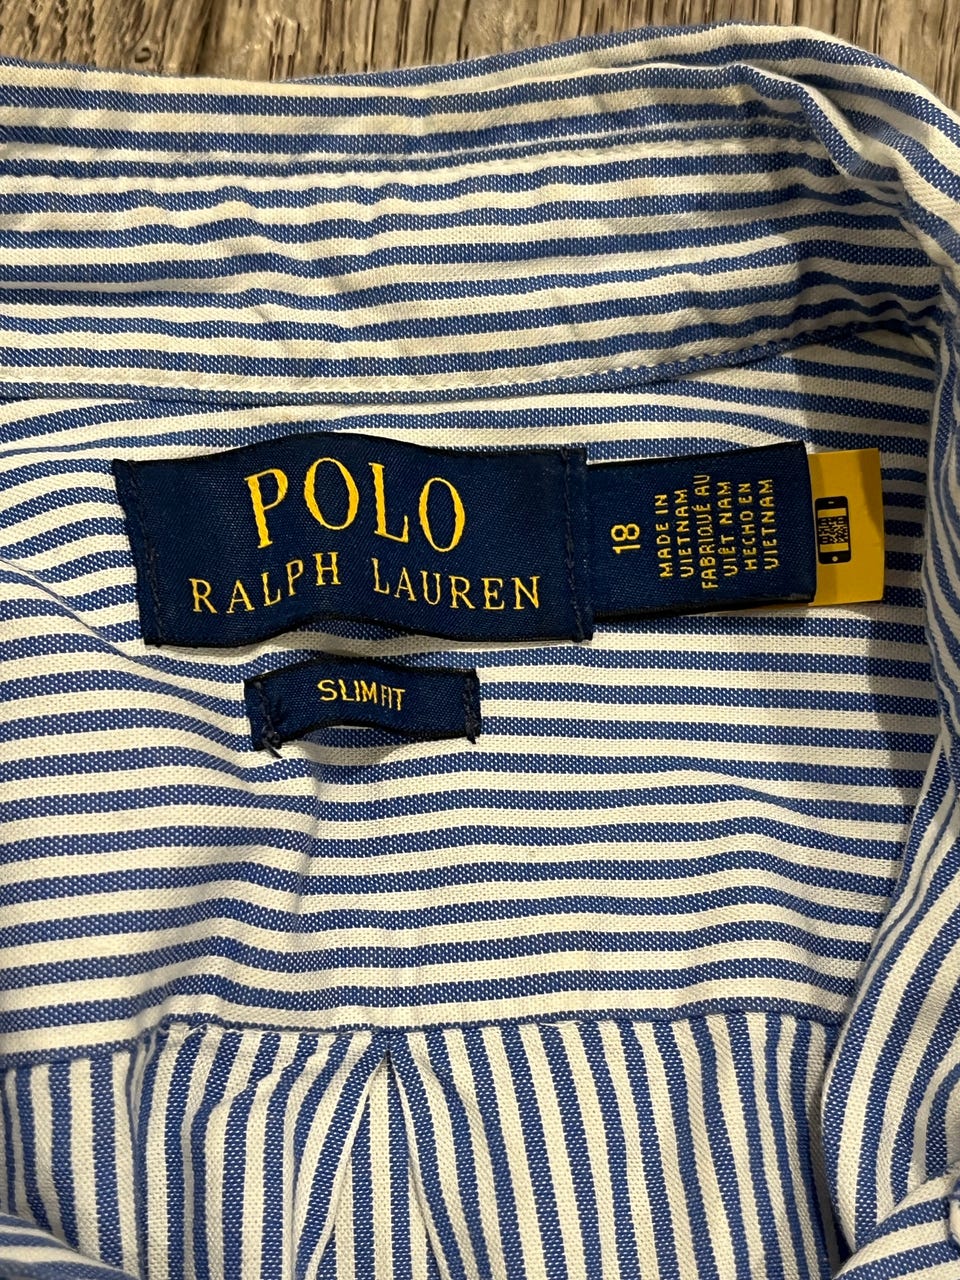 POLO
RALPH LAUREN
SLIM FIT
18
MADE IN
VIETNAM
FABRIQUÉ AU
VIÊT NAM
HECHO EN
VIETNAM